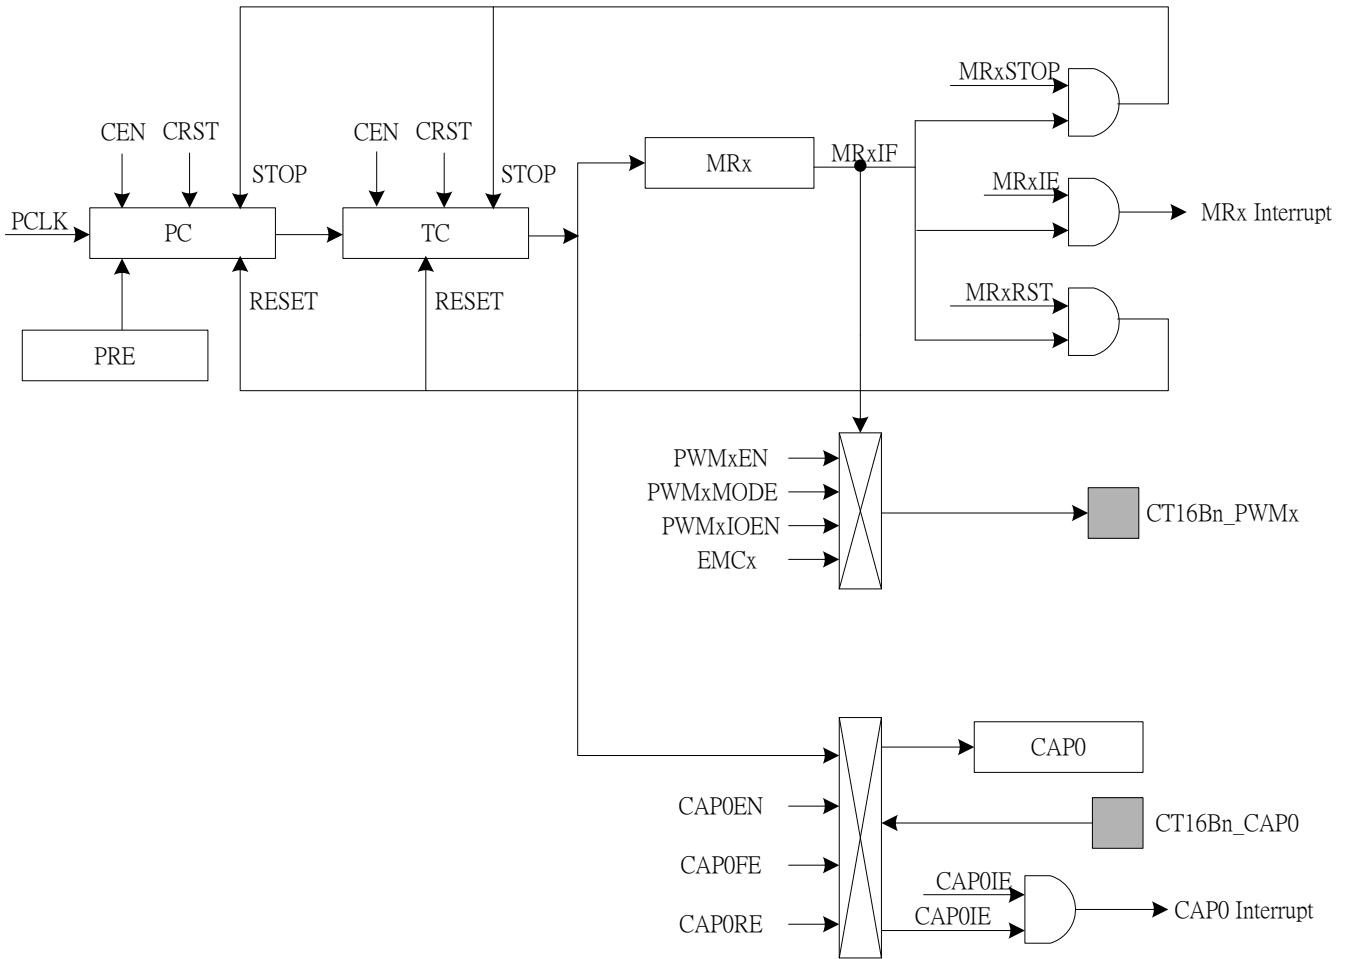 MRxSTOP
CEN
CRST
CEN
CRST
MRxIF
MRx
STOP
STOP
MRxIE
PCLK
PC
TC
MRx Interrupt
RESET
RESET
MRxRST
PRE
PWMxEN
PWMxMODE
PWMxIOEN
EMCx
CT16Bn_PWMx
CAP0
CAP0EN
CT16Bn_CAP0
CAP0FE
CAP0IE
CAP0IE
CAP0RE
CAP0 Interrupt